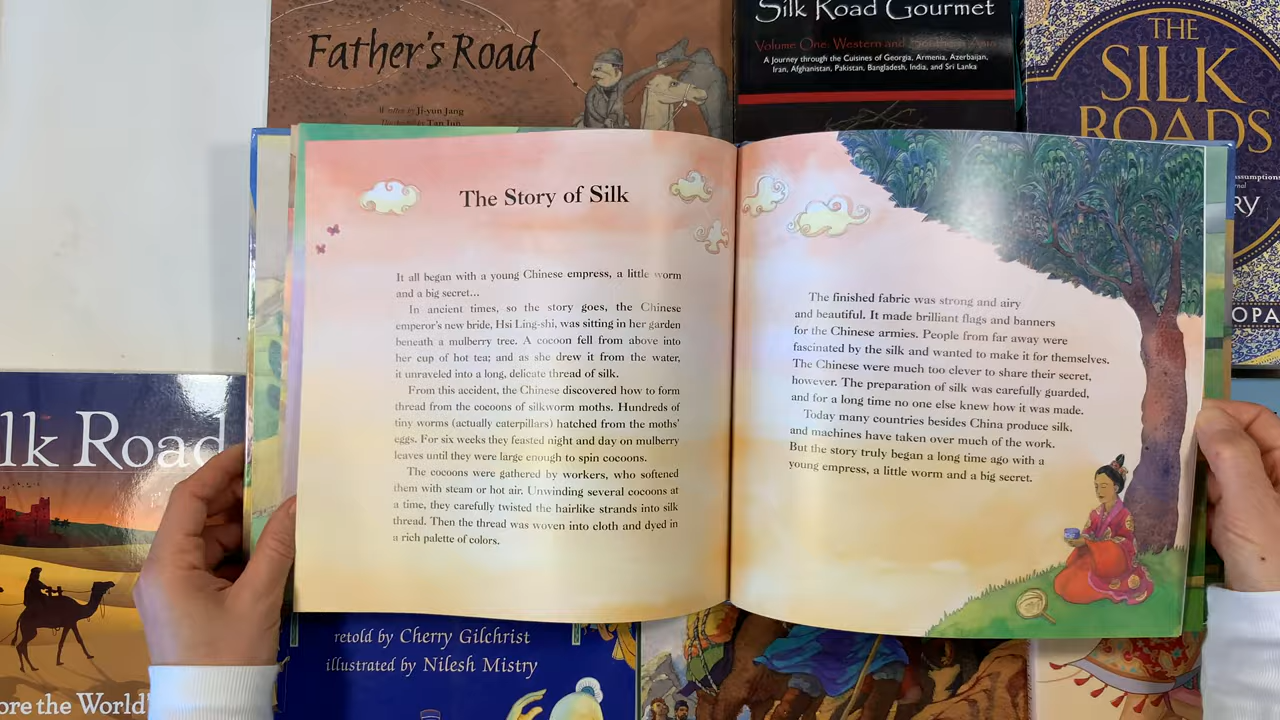 Father's Road
Written by Ji-yun Jang
Illustrated by Tan Jun
Silk Road Gourmet
Volume One: Western and Southern Asia
A Journey through the Cuisines of Georgia, Armenia, Azerbaijan,
Iran, Afghanistan, Pakistan, Bangladesh, India, and Sri Lanka
THE
SILK
ROADS
assumptions
nal
RY
OPA
The Story of Silk
It all began with a young Chinese empress, a little worm
and a big secret...
In ancient times, so the story goes, the Chinese
emperor's new bride, Hsi Ling-shi, was sitting in her garden
beneath a mulberry tree. A cocoon fell from above into
her cup of hot tea; and as she drew it from the water,
it unraveled into a long, delicate thread of silk.
From this accident, the Chinese discovered how to form
thread from the cocoons of silkworm moths. Hundreds of
tiny worms (actually caterpillars) hatched from the moths'
eggs. For six weeks they feasted night and day on mulberry
leaves until they were large enough to spin cocoons.
The cocoons were gathered by workers, who softened
them with steam or hot air. Unwinding several cocoons at
a time, they carefully twisted the hairlike strands into silk
thread. Then the thread was woven into cloth and dyed in
a rich palette of colors.
The finished fabric was strong and airy
and beautiful. It made brilliant flags and banners
for the Chinese armies. People from far away were
fascinated by the silk and wanted to make it for themselves.
The Chinese were much too clever to share their secret,
however. The preparation of silk was carefully guarded,
and for a long time no one else knew how it was made.
Today many countries besides China produce silk,
and machines have taken over much of the work.
But the story truly began a long time ago with a
young empress, a little worm and a big secret.
lk Road
ore the World'
retold by Cherry Gilchrist
illustrated by Nilesh Mistry